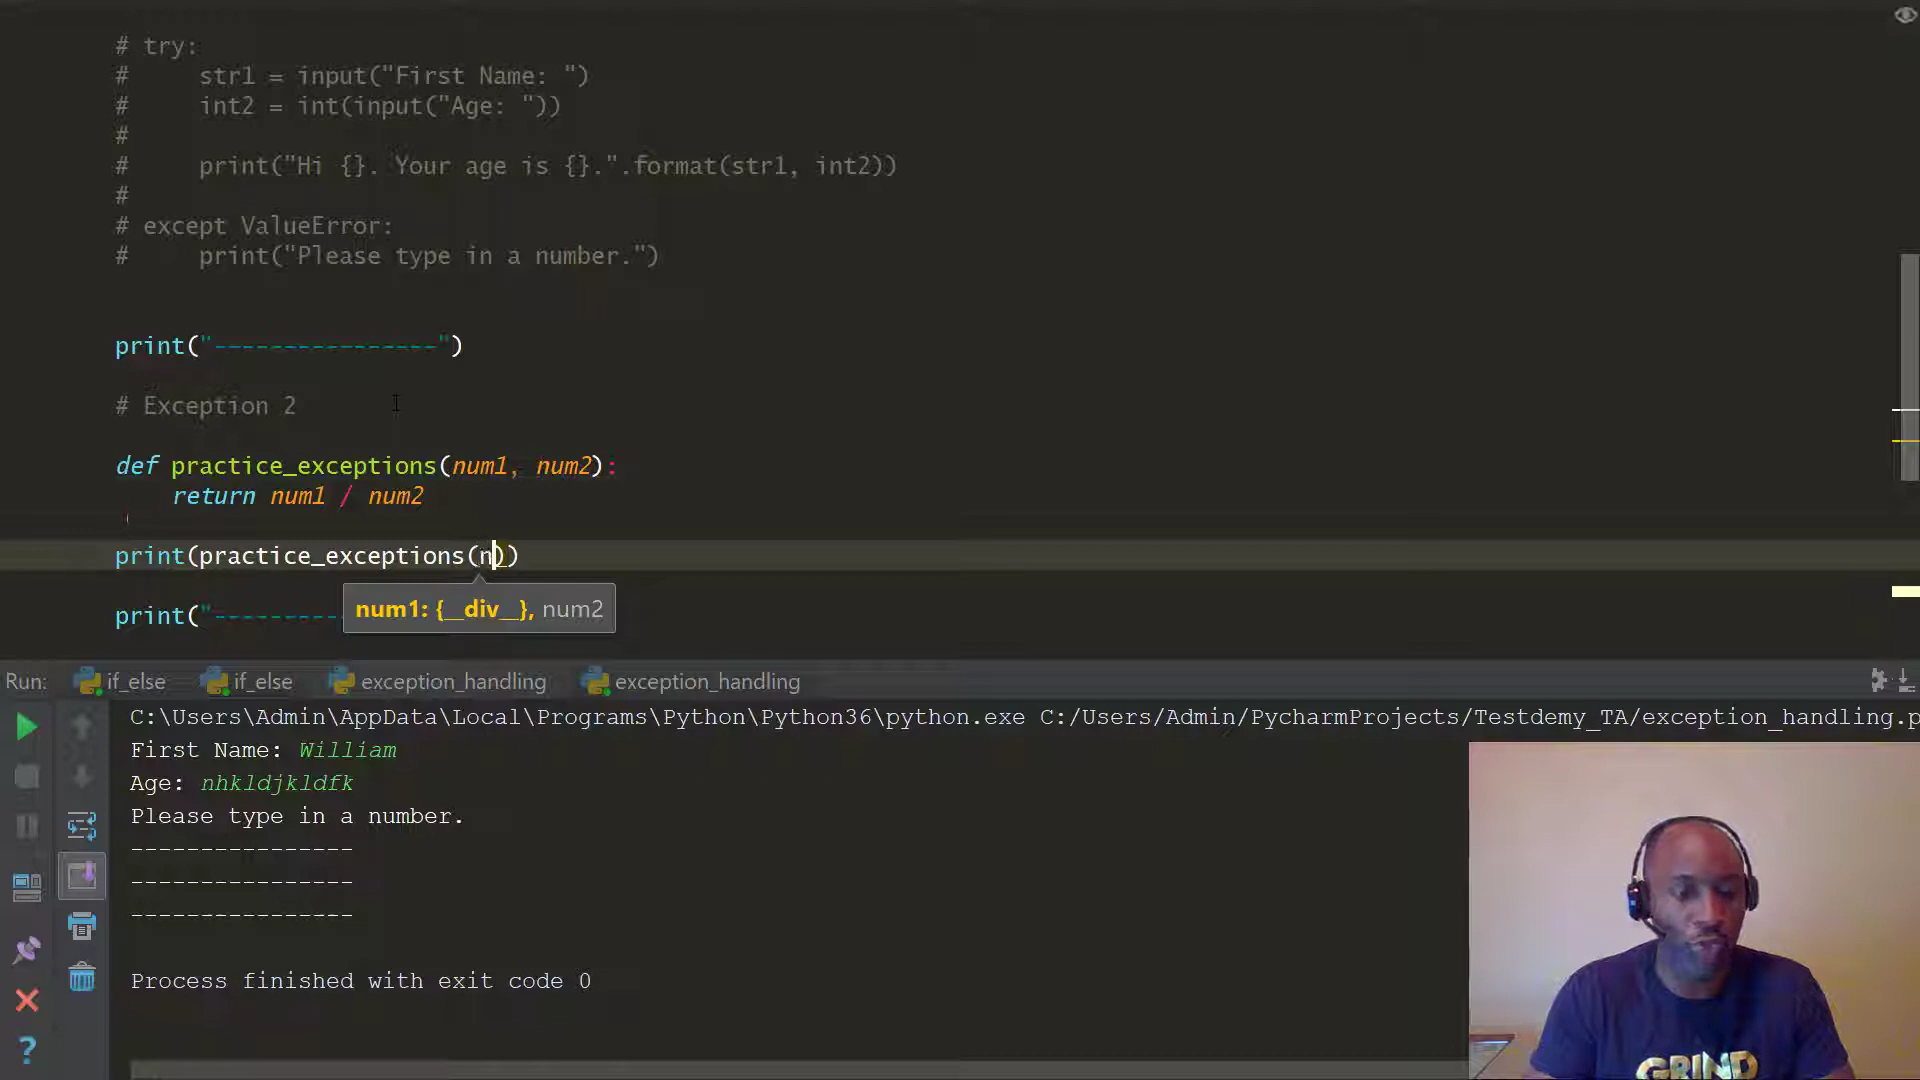 # try:
#     str1 = input("First Name: ")
#     int2 = int(input("Age: "))
#
#     print("Hi {}. Your age is {}.".format(str1, int2))
#
# except ValueError:
#     print("Please type in a number.")
print("----------------")
# Exception 2
def practice_exceptions(num1, num2):
    return num1 / num2
print(practice_exceptions(n))
num1: {__div__}, num2
print("----------
Run: if_else if_else exception_handling exception_handling
C:\Users\Admin\AppData\Local\Programs\Python\Python36\python.exe C:/Users/Admin/PycharmProjects/Testdemy_TA/exception_handling.p
First Name: William
Age: nhkldjkldfk
Please type in a number.
----------------
----------------
----------------
Process finished with exit code 0
?
GRIND